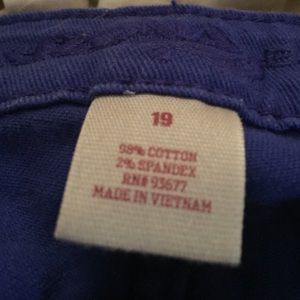 19
98% COTTON
2% SPANDEX
RN# 93677
MADE IN VIETNAM